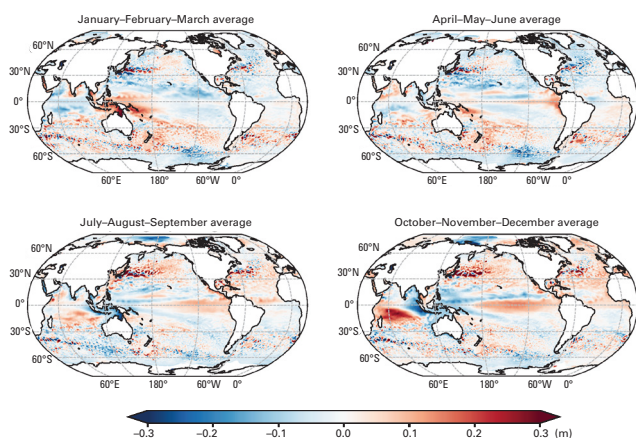 January–February–March average
April–May–June average
60°N
30°N
0°
30°S
60°S
60°E 180° 60°W 0°
60°N
30°N
0°
30°S
60°S
60°E 180° 60°W 0°
July–August–September average
October–November–December average
60°N
30°N
0°
30°S
60°S
60°E 180° 60°W 0°
60°N
30°N
0°
30°S
60°S
60°E 180° 60°W 0°
–0.3 –0.2 –0.1 0.0 0.1 0.2 0.3 (m)